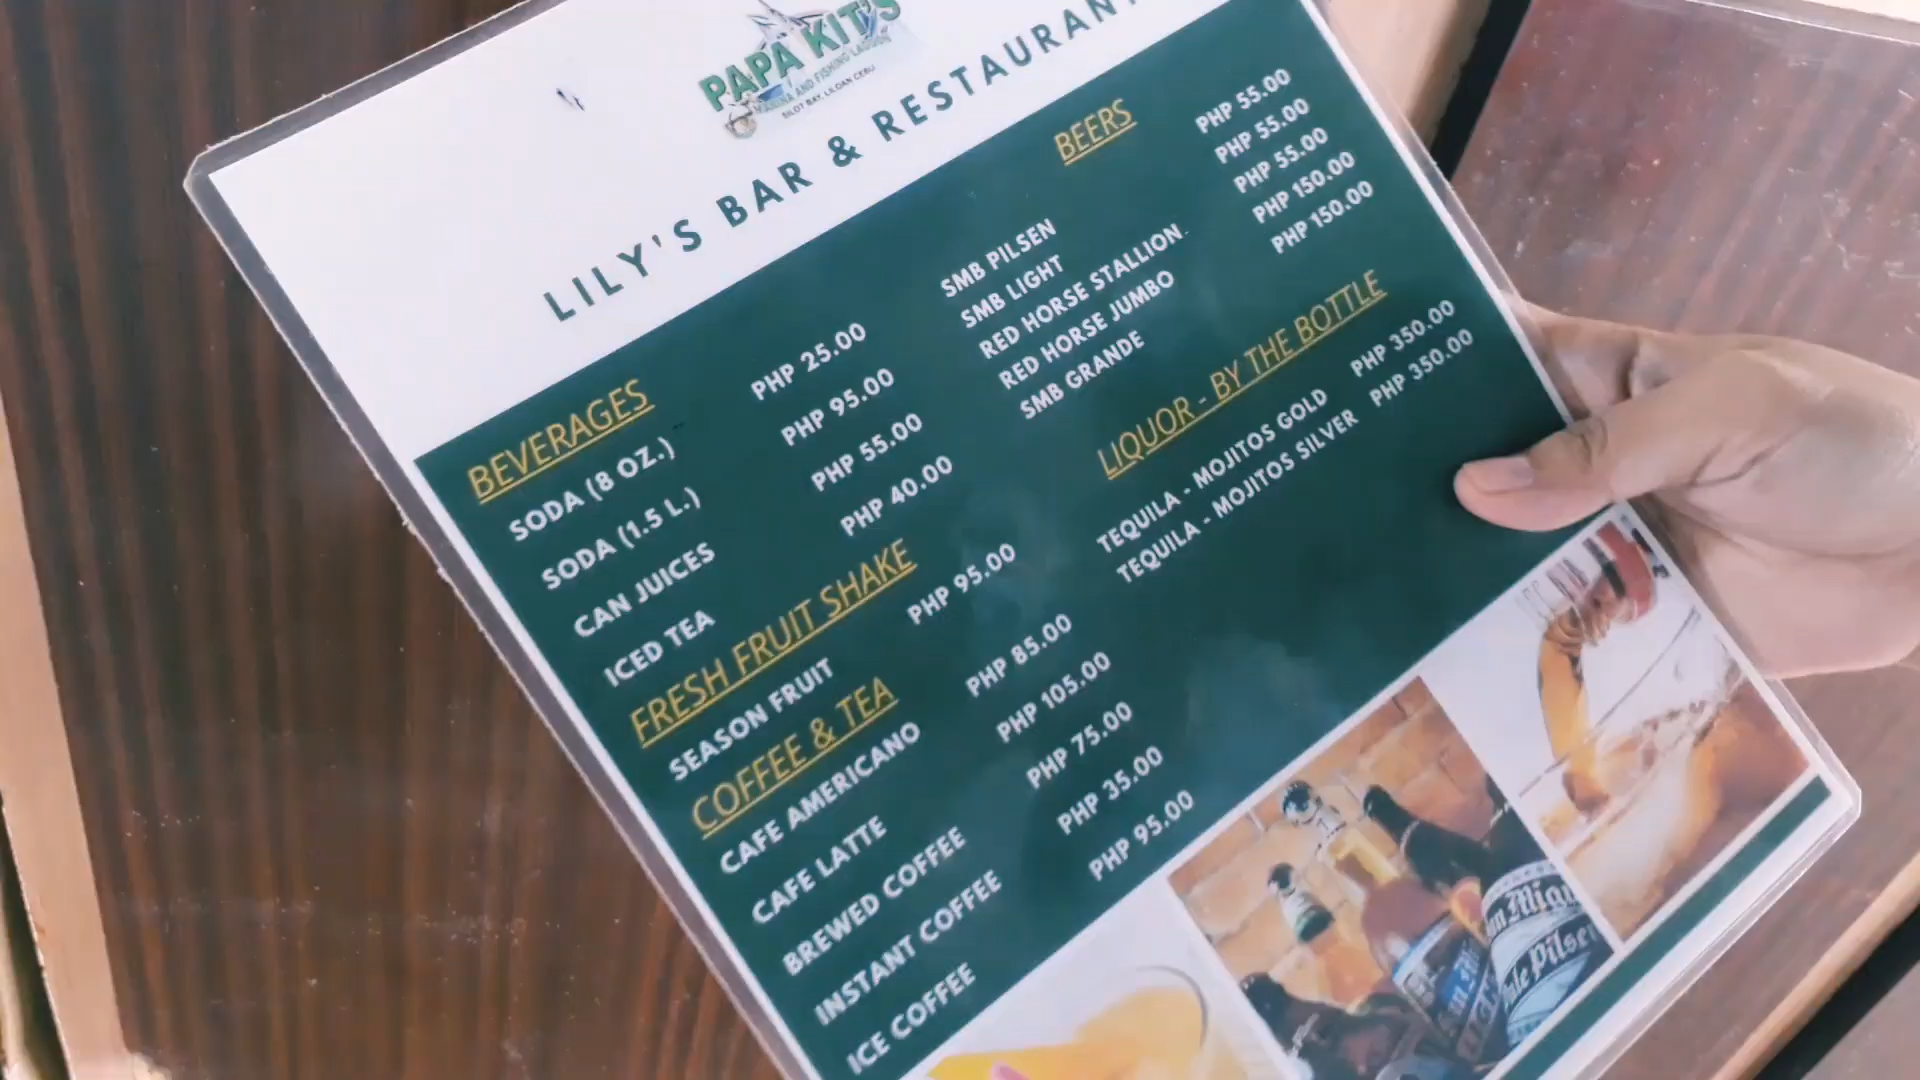 PAPA KIT'S
MARINA AND FISHING LAGOON
SILOT BAY, LILOAN CEBU
LILY'S BAR & RESTAURANT
BEVERAGES
SODA (8 OZ.) PHP 25.00
SODA (1.5 L.) PHP 95.00
CAN JUICES PHP 55.00
ICED TEA PHP 40.00
FRESH FRUIT SHAKE
SEASON FRUIT PHP 95.00
COFFEE & TEA
CAFE AMERICANO PHP 85.00
CAFE LATTE PHP 105.00
BREWED COFFEE PHP 75.00
INSTANT COFFEE PHP 35.00
ICE COFFEE PHP 95.00
BEERS
SMB PILSEN PHP 55.00
SMB LIGHT PHP 55.00
RED HORSE STALLION PHP 55.00
RED HORSE JUMBO PHP 150.00
SMB GRANDE PHP 150.00
LIQUOR - BY THE BOTTLE
TEQUILA - MOJITOS GOLD PHP 350.00
TEQUILA - MOJITOS SILVER PHP 350.00
Pale Pilsen